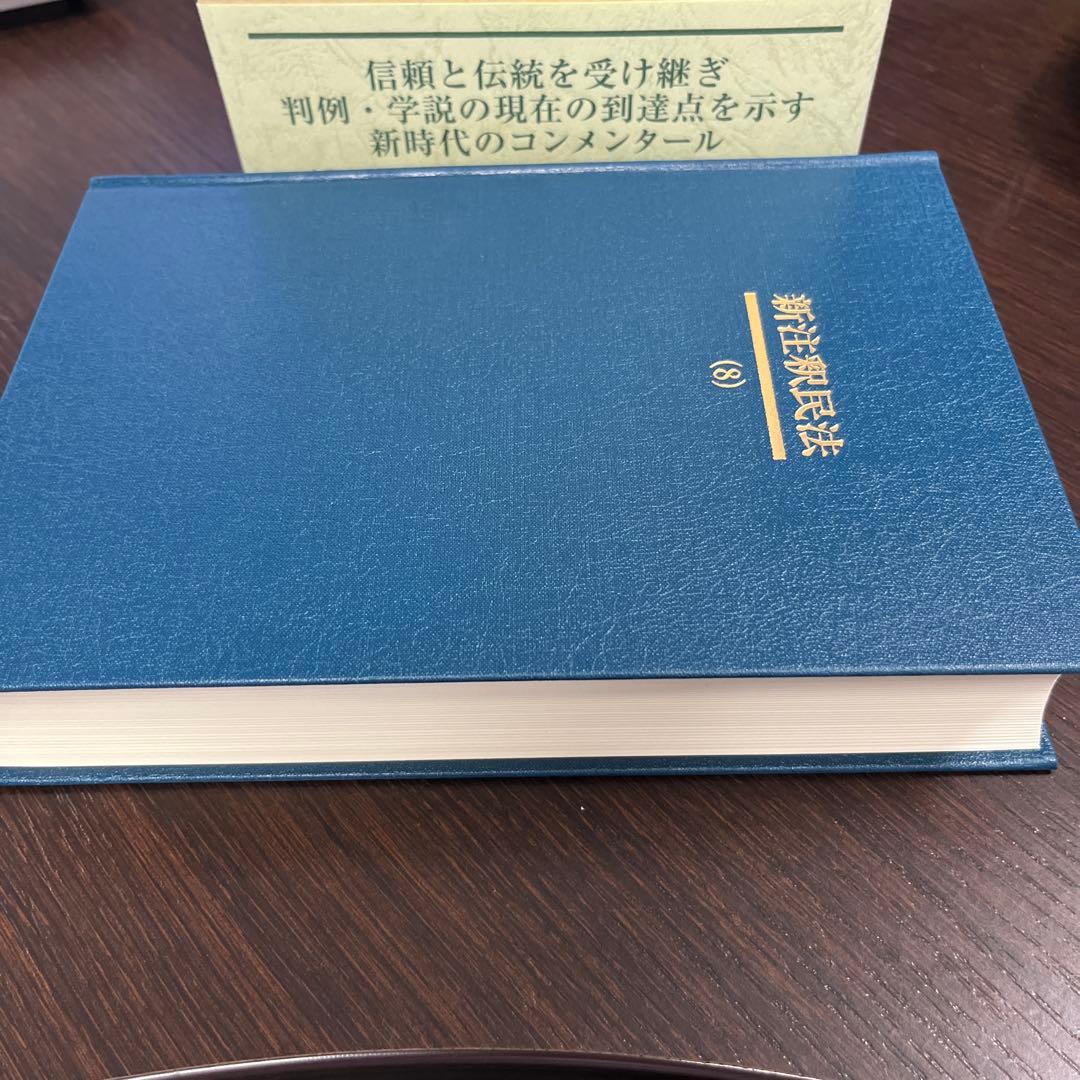 信頼と伝統を受け継ぎ
判例・学説の現在の到達点を示す
新時代のコンメンタール
新注釈民法
(8)